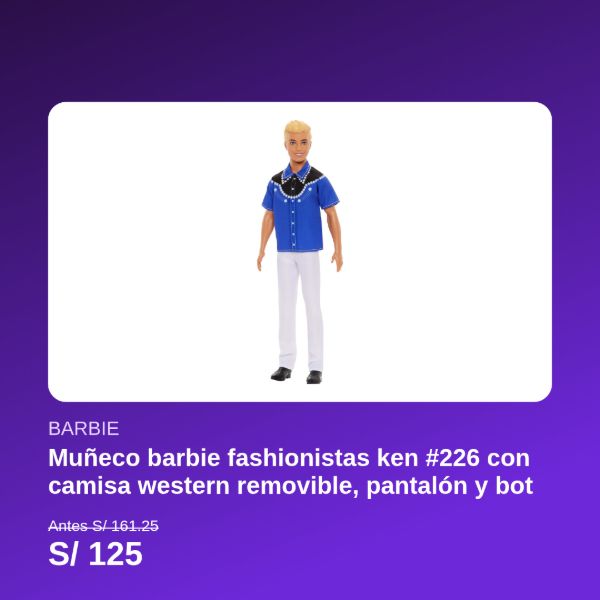 BARBIE
Muñeco barbie fashionistas ken #226 con
camisa western removible, pantalón y bot
Antes S/ 161.25
S/ 125